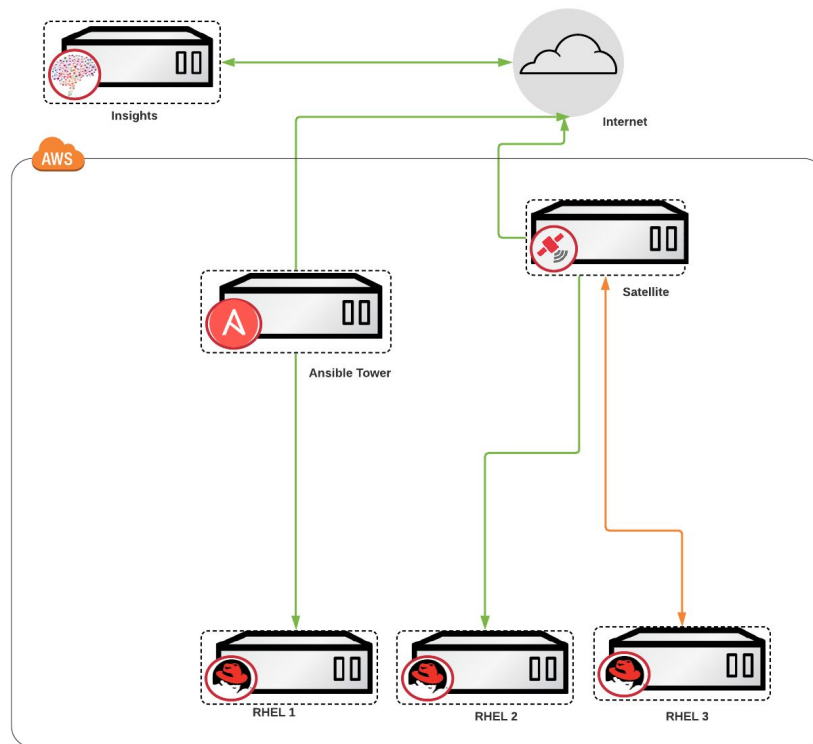 Insights
Internet
AWS
Satellite
Ansible Tower
RHEL 1
RHEL 2
RHEL 3